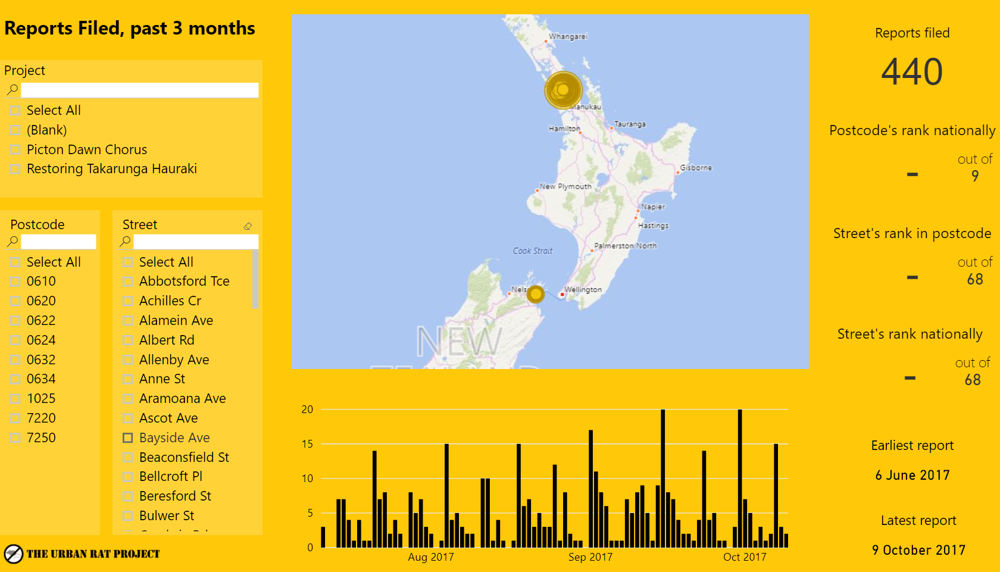 Reports Filed, past 3 months
Project
Select All
(Blank)
Picton Dawn Chorus
Restoring Takarunga Hauraki
Postcode
Select All
0610
0620
0622
0624
0632
0634
1025
7220
7250
Street
Select All
Abbotsford Tce
Achilles Cr
Alamein Ave
Albert Rd
Allenby Ave
Anne St
Aramoana Ave
Ascot Ave
Bayside Ave
Beaconsfield St
Bellcroft Pl
Beresford St
Bulwer St
THE URBAN RAT PROJECT
Whangarei
Manukau
Hamilton
Tauranga
Gisborne
New Plymouth
Napier
Hastings
Palmerston North
Cook Strait
Wellington
NEW
20
15
10
5
0
Aug 2017
Sep 2017
Oct 2017
Reports filed
440
Postcode's rank nationally
-
out of
9
Street's rank in postcode
-
out of
68
Street's rank nationally
-
out of
68
Earliest report
6 June 2017
Latest report
9 October 2017